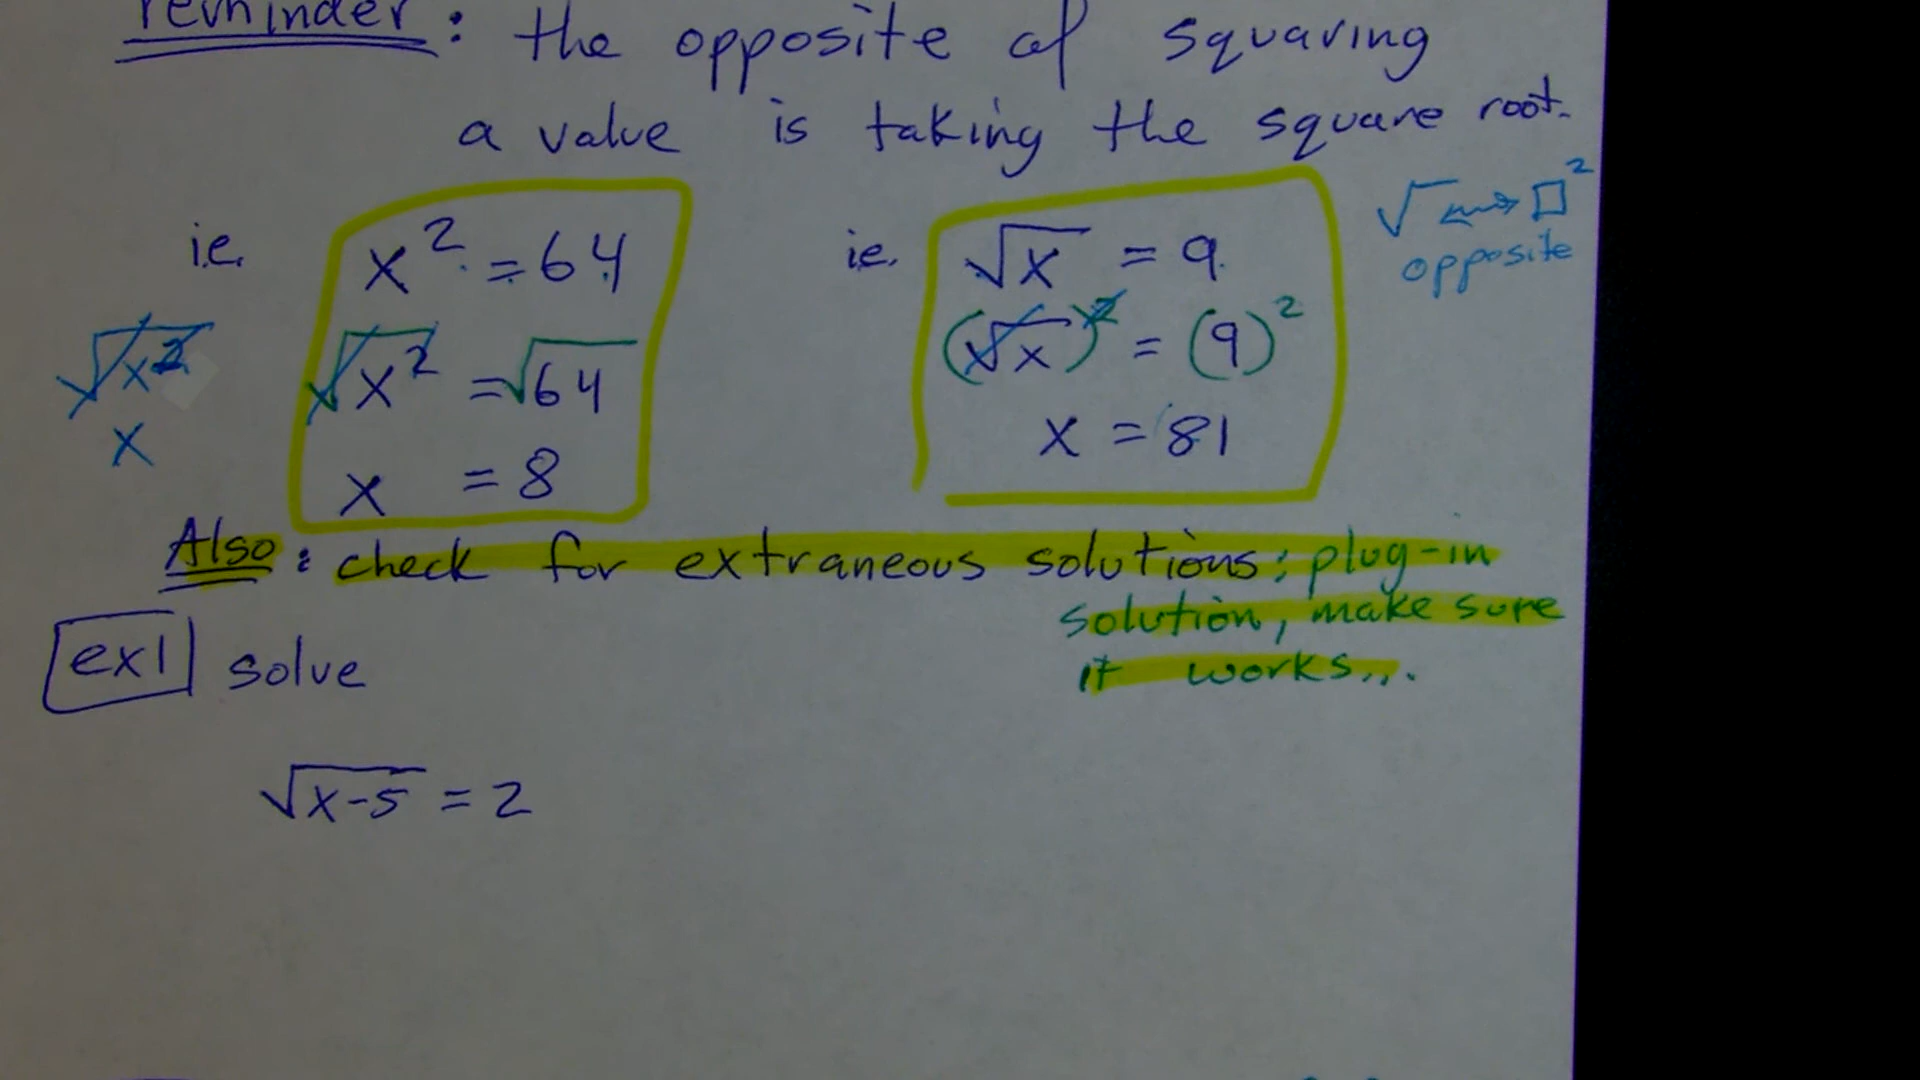 reminder: the opposite of squaring
a value is taking the square root.
√ ↔ □²
opposite
i.e. x² = 64
√x² = √64
x = 8
√x²
x
i.e. √x = 9
(√x)² = (9)²
x = 81
Also: check for extraneous solutions: plug-in
solution, make sure
it works...
ex1 solve
√x-5 = 2